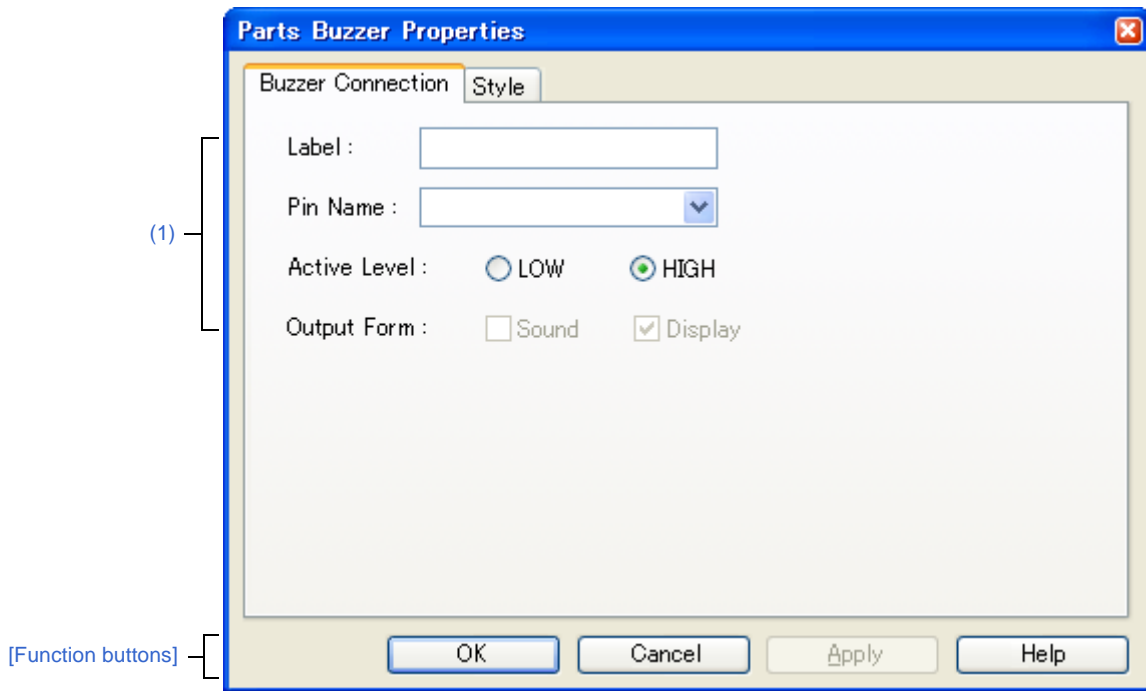 Parts Buzzer Properties
Buzzer Connection Style
Label :
(1)
Pin Name :
Active Level : LOW HIGH
Output Form : Sound Display
[Function buttons]
OK Cancel Apply Help